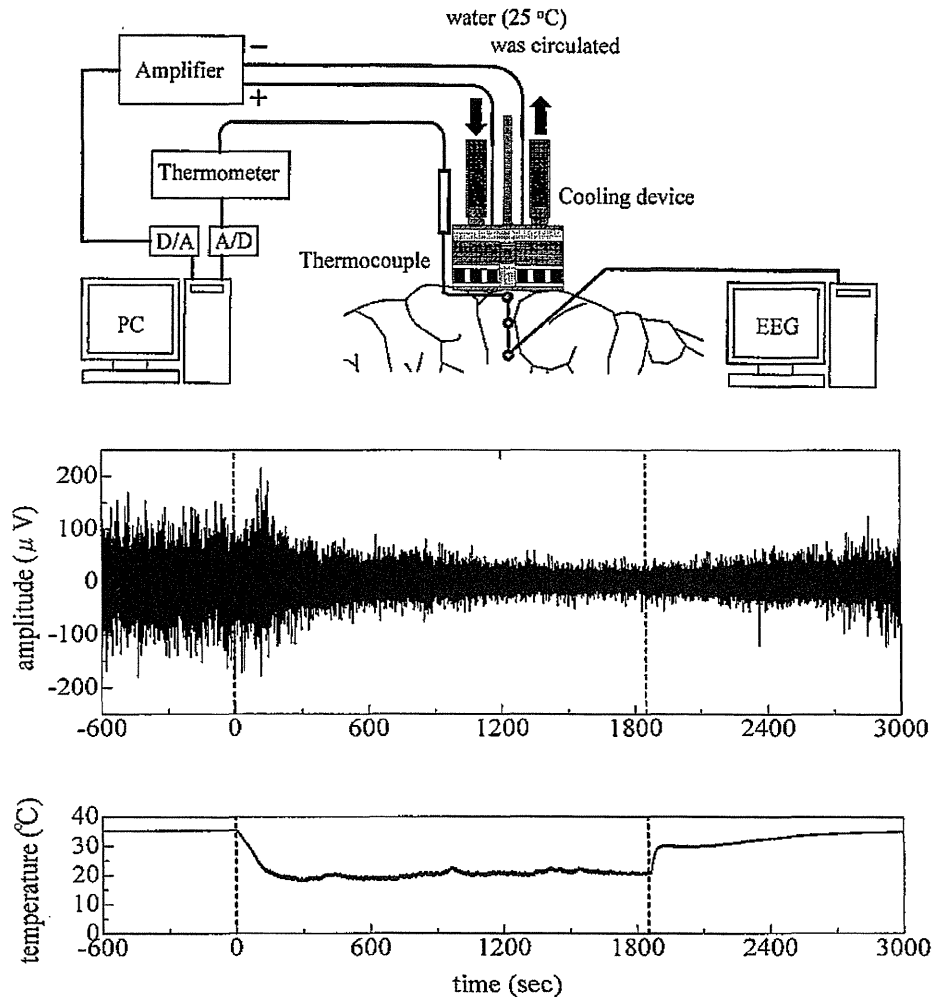 water (25 °C)
was circulated
Amplifier
−
+
Thermometer
Cooling device
D/A
A/D
Thermocouple
PC
EEG
amplitude (μ V)
200
100
0
-100
-200
-600
0
600
1200
1800
2400
3000
temperature (℃)
40
30
20
10
0
-600
0
600
1200
1800
2400
3000
time (sec)